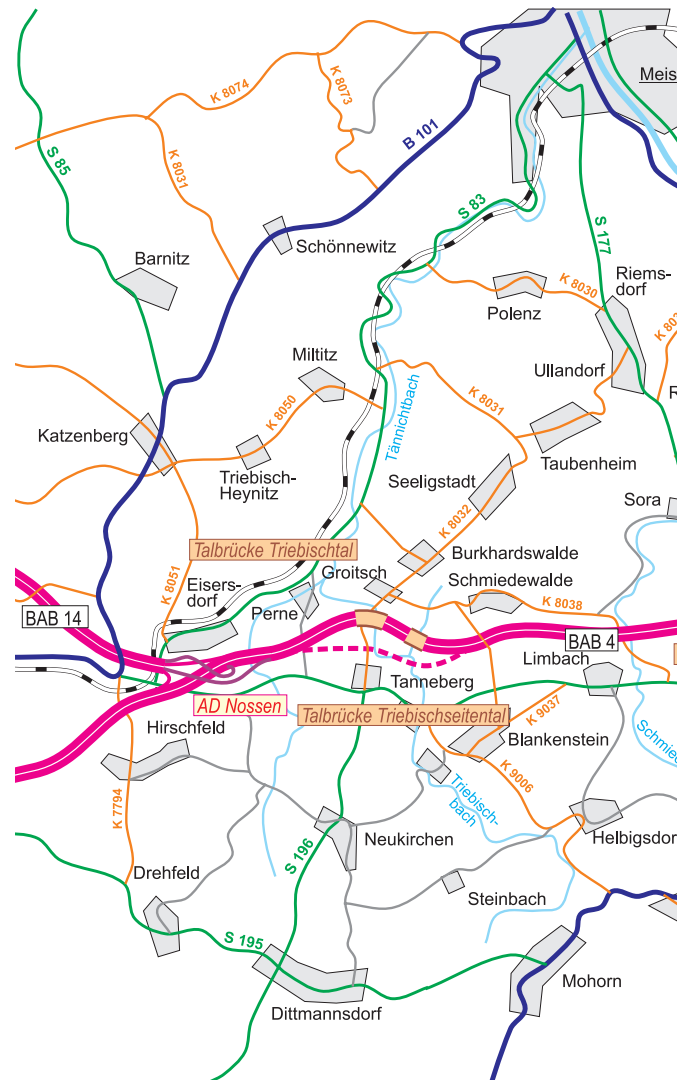 Meis
K 8074
K 8073
B 101
S 85
K 8031
S 83
S 177
Schönnewitz
Barnitz
Riems-
dorf
K 8030
Polenz
K 80
Miltitz
Ullandorf
K 8031
K 8050
R
Tännichtbach
Katzenberg
Taubenheim
Triebisch-
Heynitz
Seeligstadt
Sora
K 8032
Talbrücke Triebischtal
Burkhardswalde
Groitsch
Schmiedewalde
K 8051
Eisers-
dorf
Perne
K 8038
BAB 14
BAB 4
Limbach
Tanneberg
AD Nossen
Talbrücke Triebischseitental
K 9037
Hirschfeld
Blankenstein
Schmied
K 9006
Triebisch-
bach
K 7794
Neukirchen
Helbigsdor
S 196
Drehfeld
Steinbach
S 195
Mohorn
Dittmannsdorf